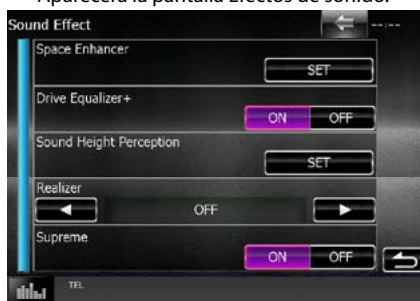 Aparecerá la pantalla Efectos de sonido.
Sound Effect --:--
Space Enhancer
SET
Drive Equalizer+
ON OFF
Sound Height Perception
SET
Realizer
OFF
Supreme
ON OFF
TEL